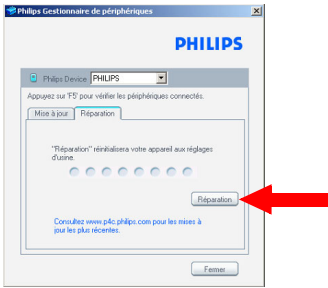 Philips Gestionnaire de périphériques
PHILIPS
Philips Device PHILIPS
Appuyez sur 'F5' pour vérifier les périphériques connectés.
Mise à jour Réparation
"Réparation" réinitialisera votre appareil aux réglages
d'usine.
Réparation
Consultez www.p4c.philips.com pour les mises à
jour les plus récentes.
Fermer